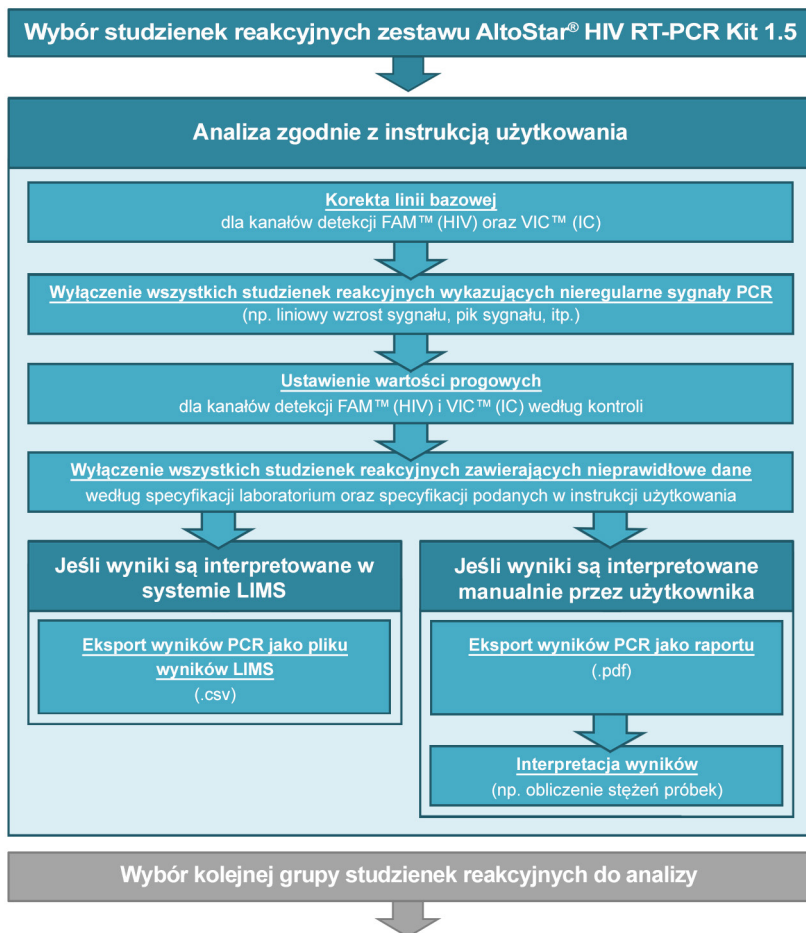 Wybór studzienek reakcyjnych zestawu AltoStar® HIV RT-PCR Kit 1.5
Analiza zgodnie z instrukcją użytkowania
Korekta linii bazowej
dla kanałów detekcji FAM™ (HIV) oraz VIC™ (IC)
Wyłączenie wszystkich studzienek reakcyjnych wykazujących nieregularne sygnały PCR
(np. liniowy wzrost sygnału, pik sygnału, itp.)
Ustawienie wartości progowych
dla kanałów detekcji FAM™ (HIV) i VIC™ (IC) według kontroli
Wyłączenie wszystkich studzienek reakcyjnych zawierających nieprawidłowe dane
według specyfikacji laboratorium oraz specyfikacji podanych w instrukcji użytkowania
Jeśli wyniki są interpretowane w
systemie LIMS
Eksport wyników PCR jako pliku
wyników LIMS
(.csv)
Jeśli wyniki są interpretowane
manualnie przez użytkownika
Eksport wyników PCR jako raportu
(.pdf)
Interpretacja wyników
(np. obliczenie stężeń próbek)
Wybór kolejnej grupy studzienek reakcyjnych do analizy